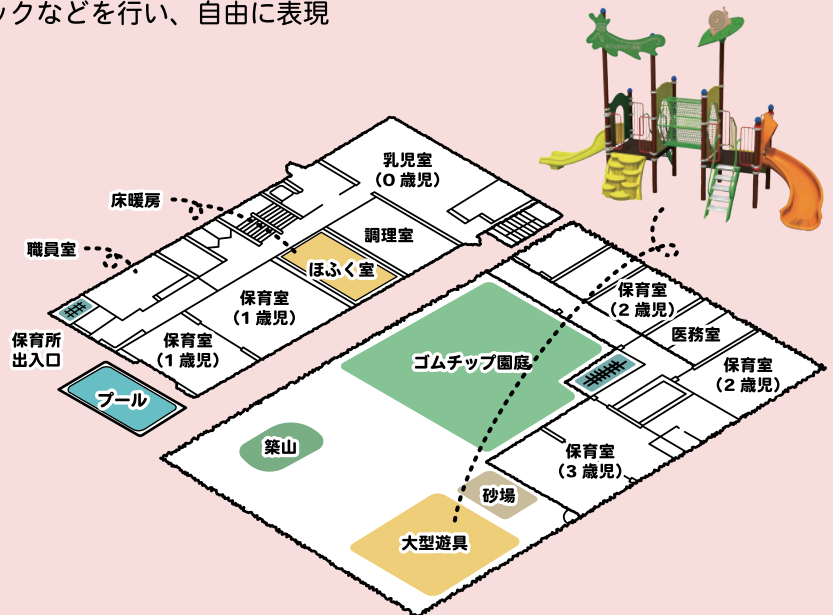 ックなどを行い、自由に表現
ADVENTURE
乳児室
（0 歳児）
床暖房
調理室
職員室
ほふく室
保育室
（1 歳児）
保育室
（1 歳児）
保育所
出入口
プール
保育室
（2 歳児）
医務室
保育室
（2 歳児）
ゴムチップ園庭
築山
保育室
（3 歳児）
砂場
大型遊具